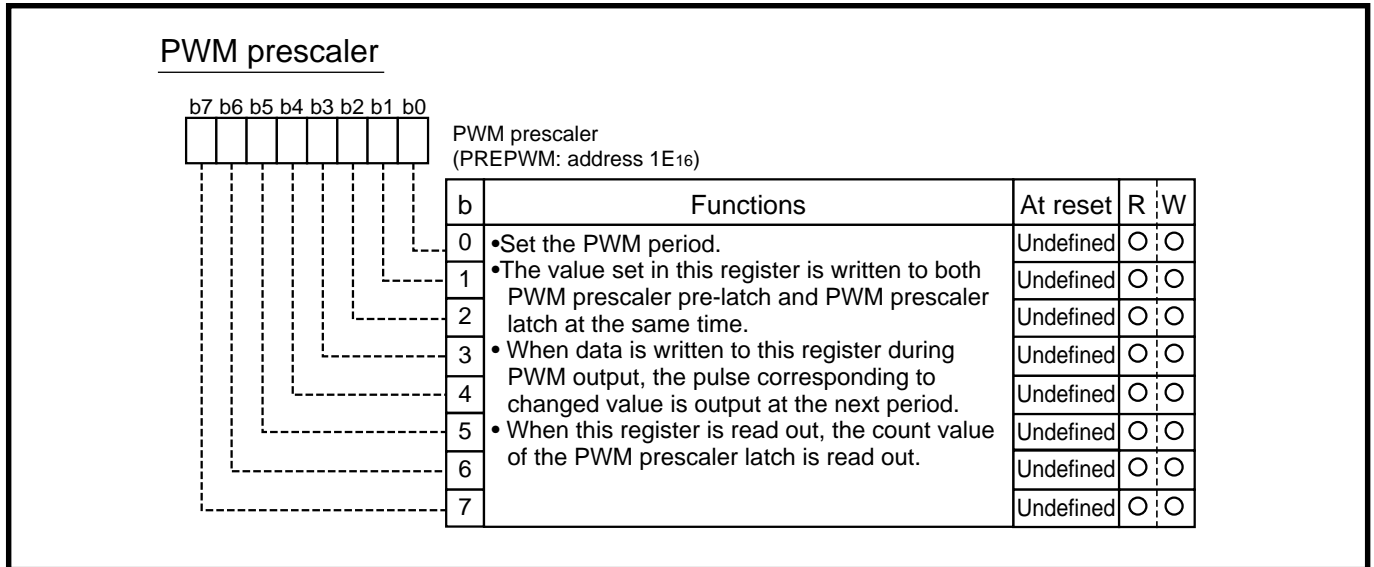 PWM prescaler
b7 b6 b5 b4 b3 b2 b1 b0
PWM prescaler
(PREPWM: address 1E16)
b Functions At reset R W
0 •Set the PWM period. Undefined O O
1 •The value set in this register is written to both Undefined O O
PWM prescaler pre-latch and PWM prescaler
2 latch at the same time. Undefined O O
3 • When data is written to this register during Undefined O O
PWM output, the pulse corresponding to
4 changed value is output at the next period. Undefined O O
5 • When this register is read out, the count value Undefined O O
of the PWM prescaler latch is read out.
6 Undefined O O
7 Undefined O O